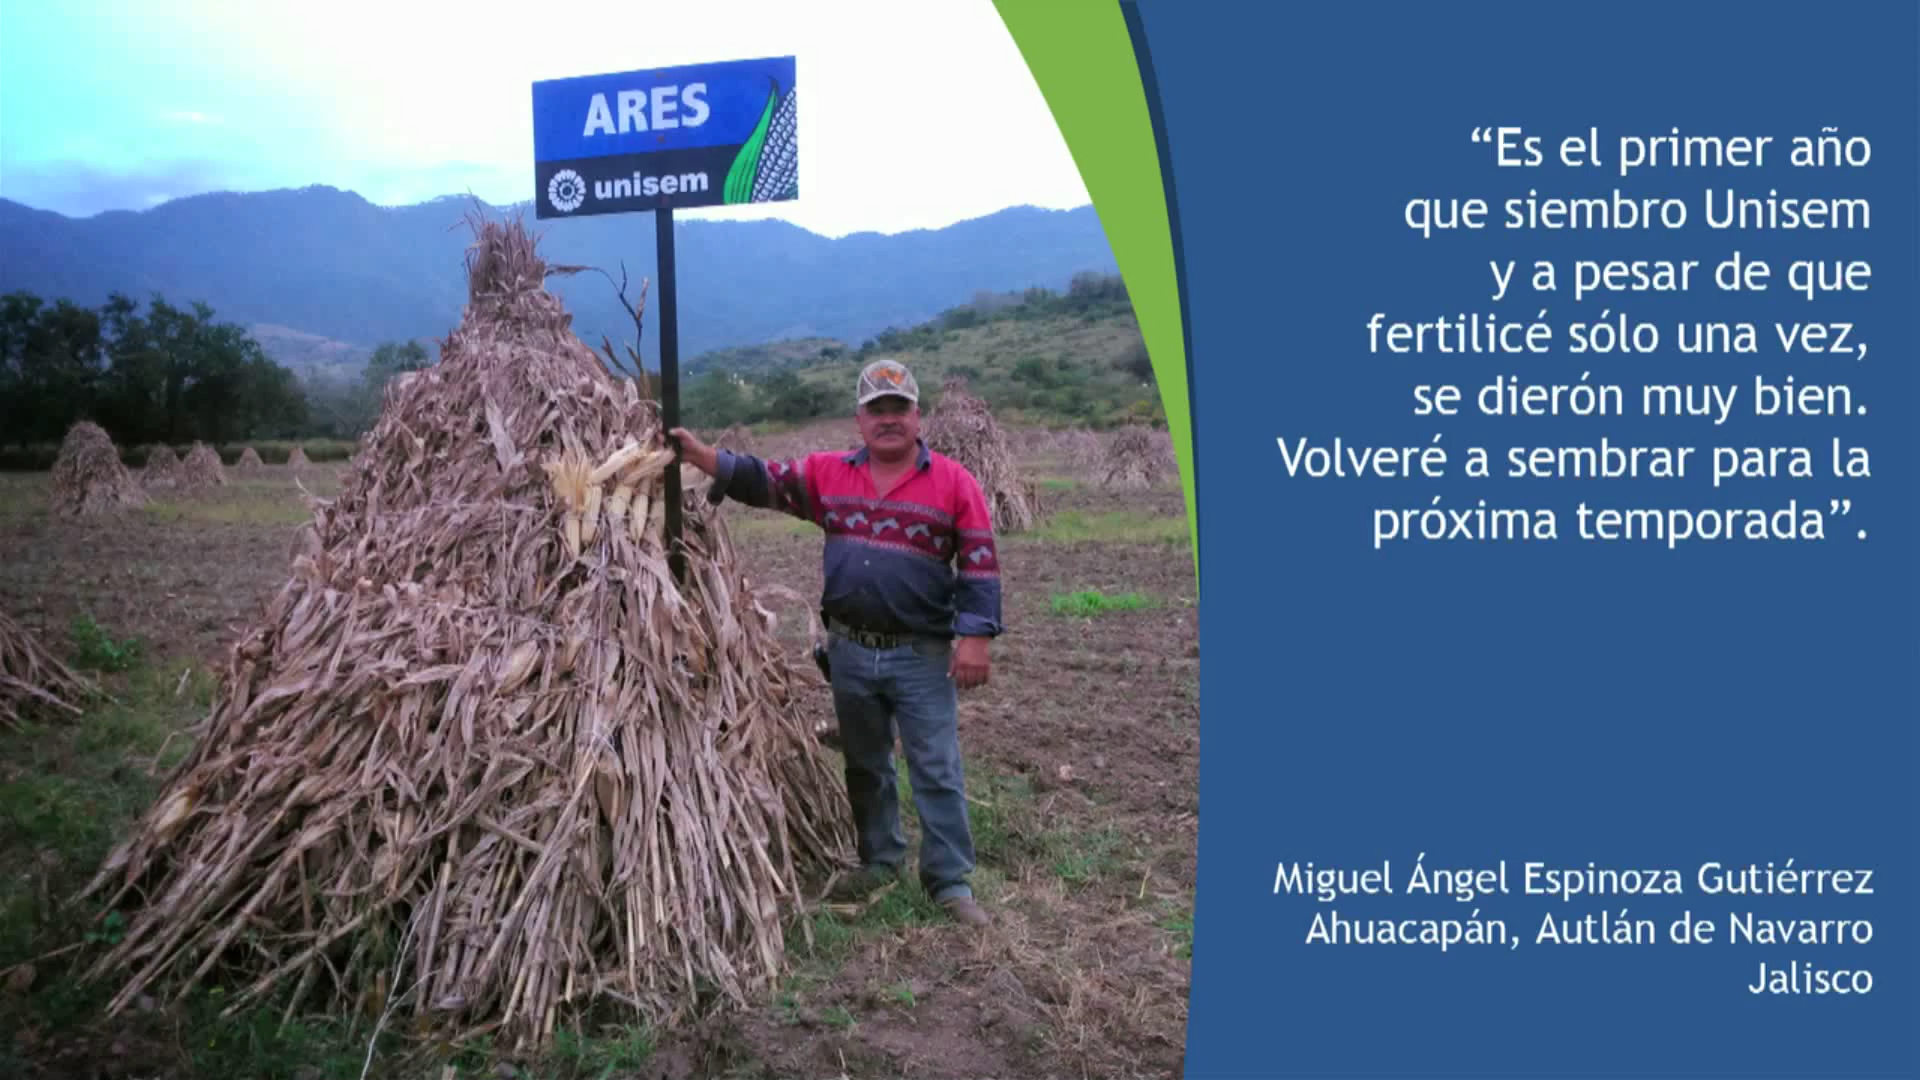 ARES
unisem
“Es el primer año
que siembro Unisem
y a pesar de que
fertilicé sólo una vez,
se dierón muy bien.
Volveré a sembrar para la
próxima temporada”.
Miguel Ángel Espinoza Gutiérrez
Ahuacapán, Autlán de Navarro
Jalisco